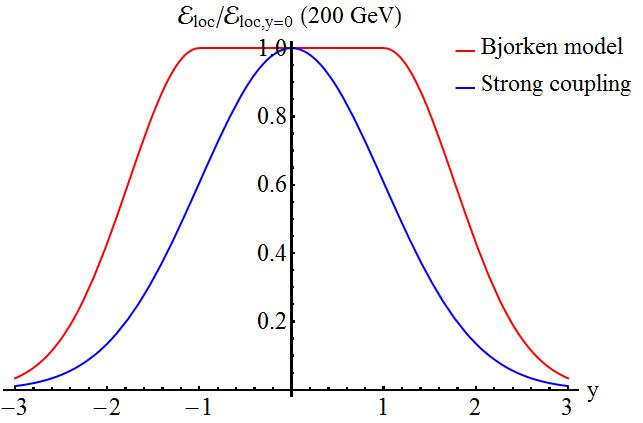 ℰloc/ℰloc,y=0 (200 GeV)
Bjorken model
Strong coupling
1.0
0.8
0.6
0.4
0.2
−3 −2 −1 1 2 3 y